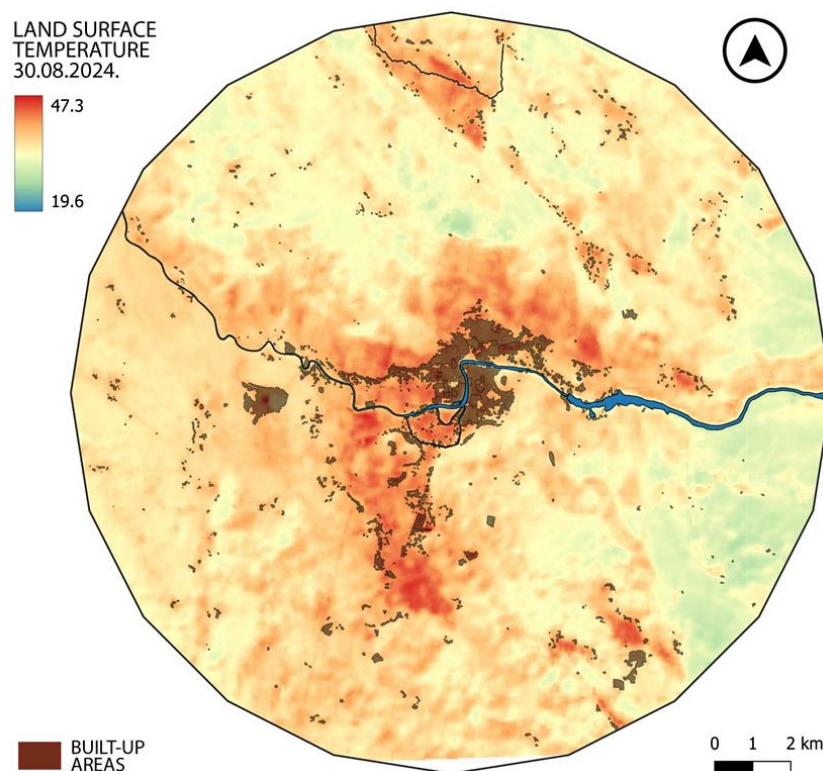 LAND SURFACE
TEMPERATURE
30.08.2024.
47.3
19.6
BUILT-UP
AREAS
0 1 2 km